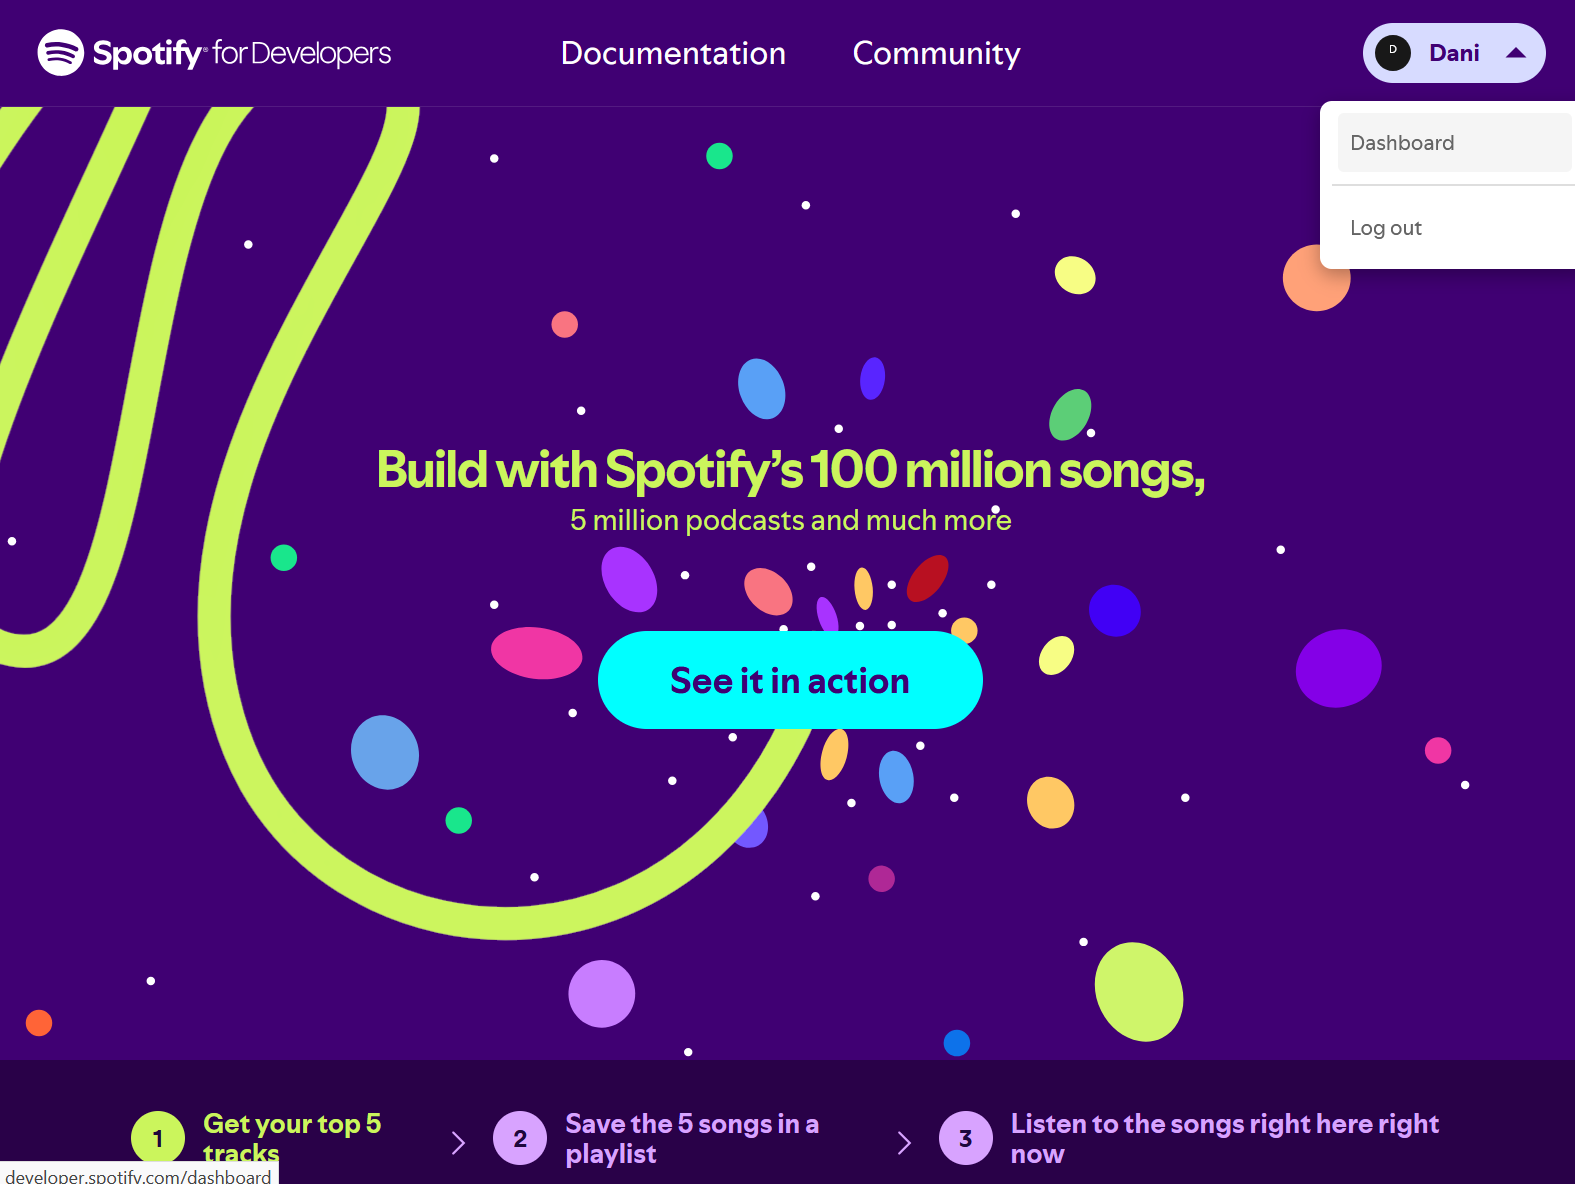 Spotify® for Developers
Documentation
Community
D
Dani
Dashboard
Log out
Build with Spotify’s 100 million songs,
5 million podcasts and much more
See it in action
1
Get your top 5
tracks
2
Save the 5 songs in a
playlist
3
Listen to the songs right here right
now
developer.spotify.com/dashboard